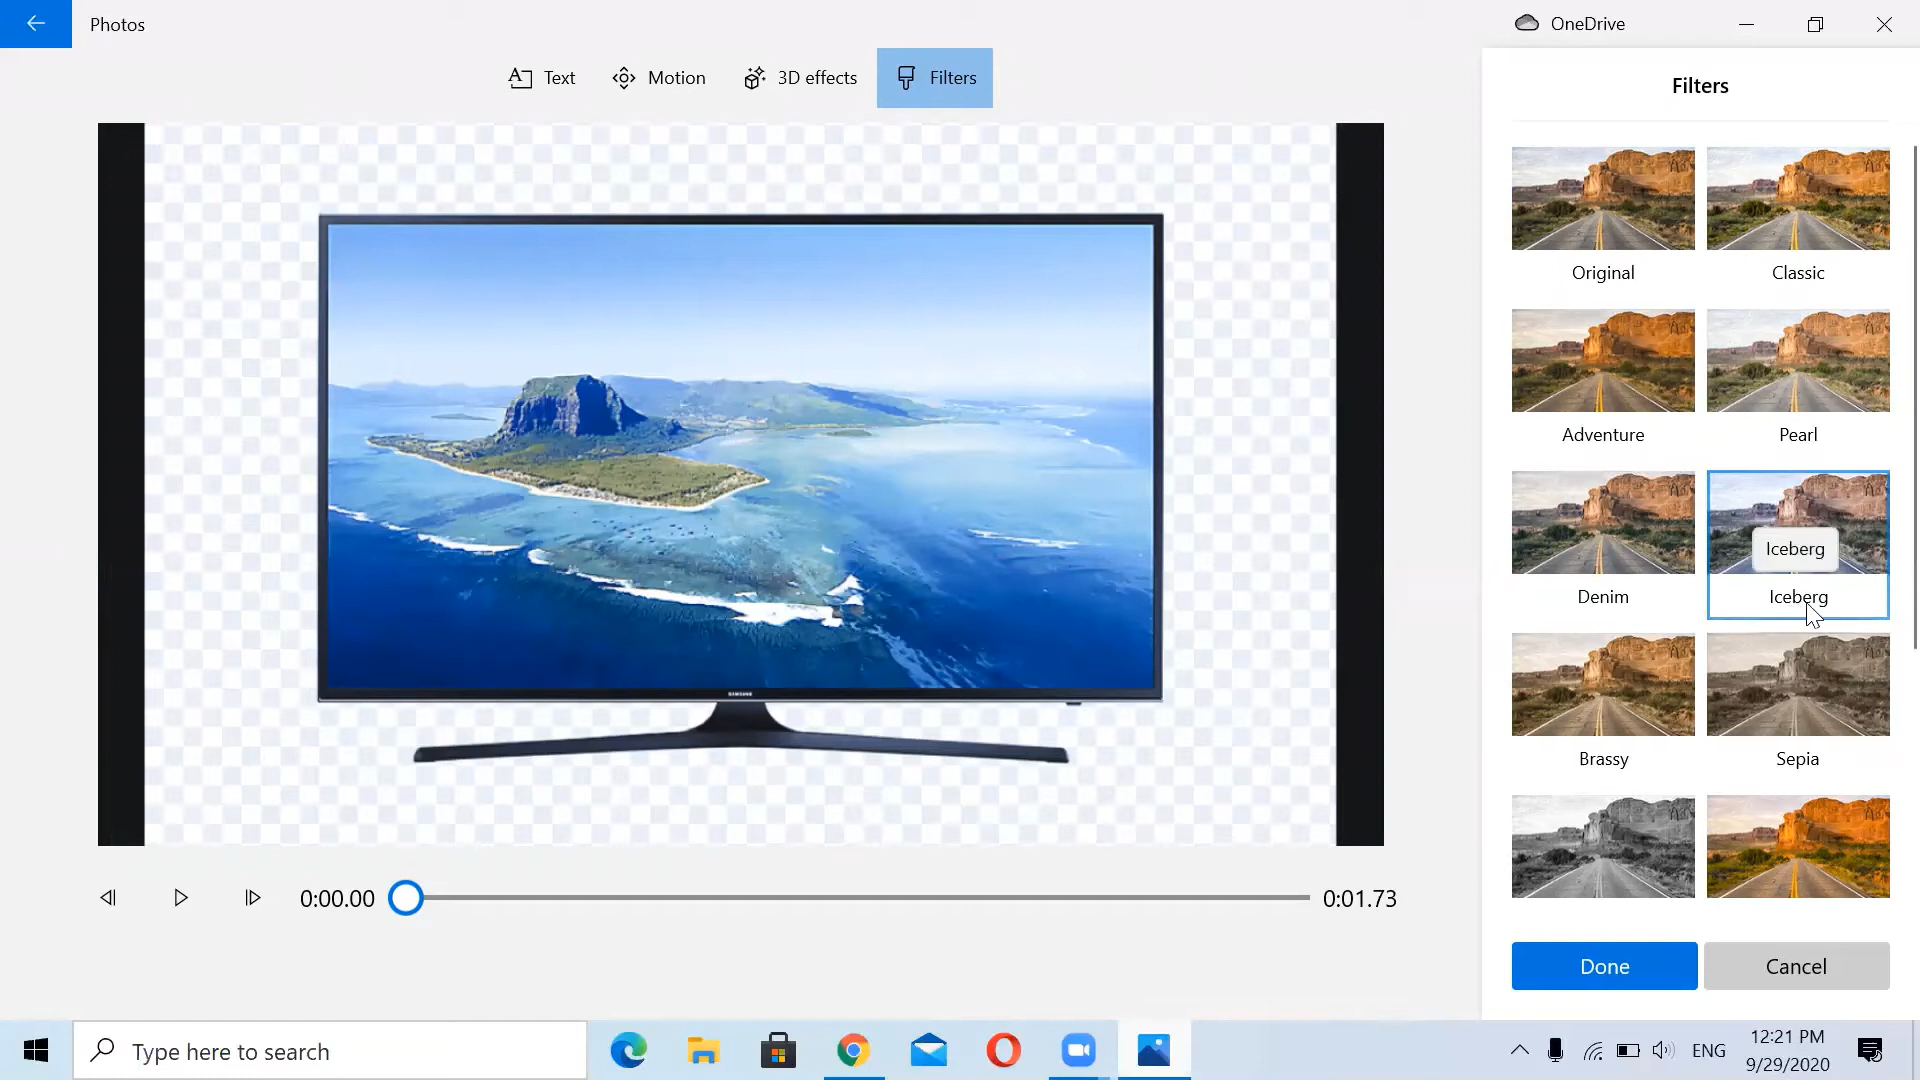 Photos
OneDrive
Text
Motion
3D effects
Filters
Filters
Original
Classic
Adventure
Pearl
Denim
Iceberg
Iceberg
Brassy
Sepia
SAMSUNG
0:00.00
0:01.73
Done
Cancel
Type here to search
ENG
12:21 PM
9/29/2020